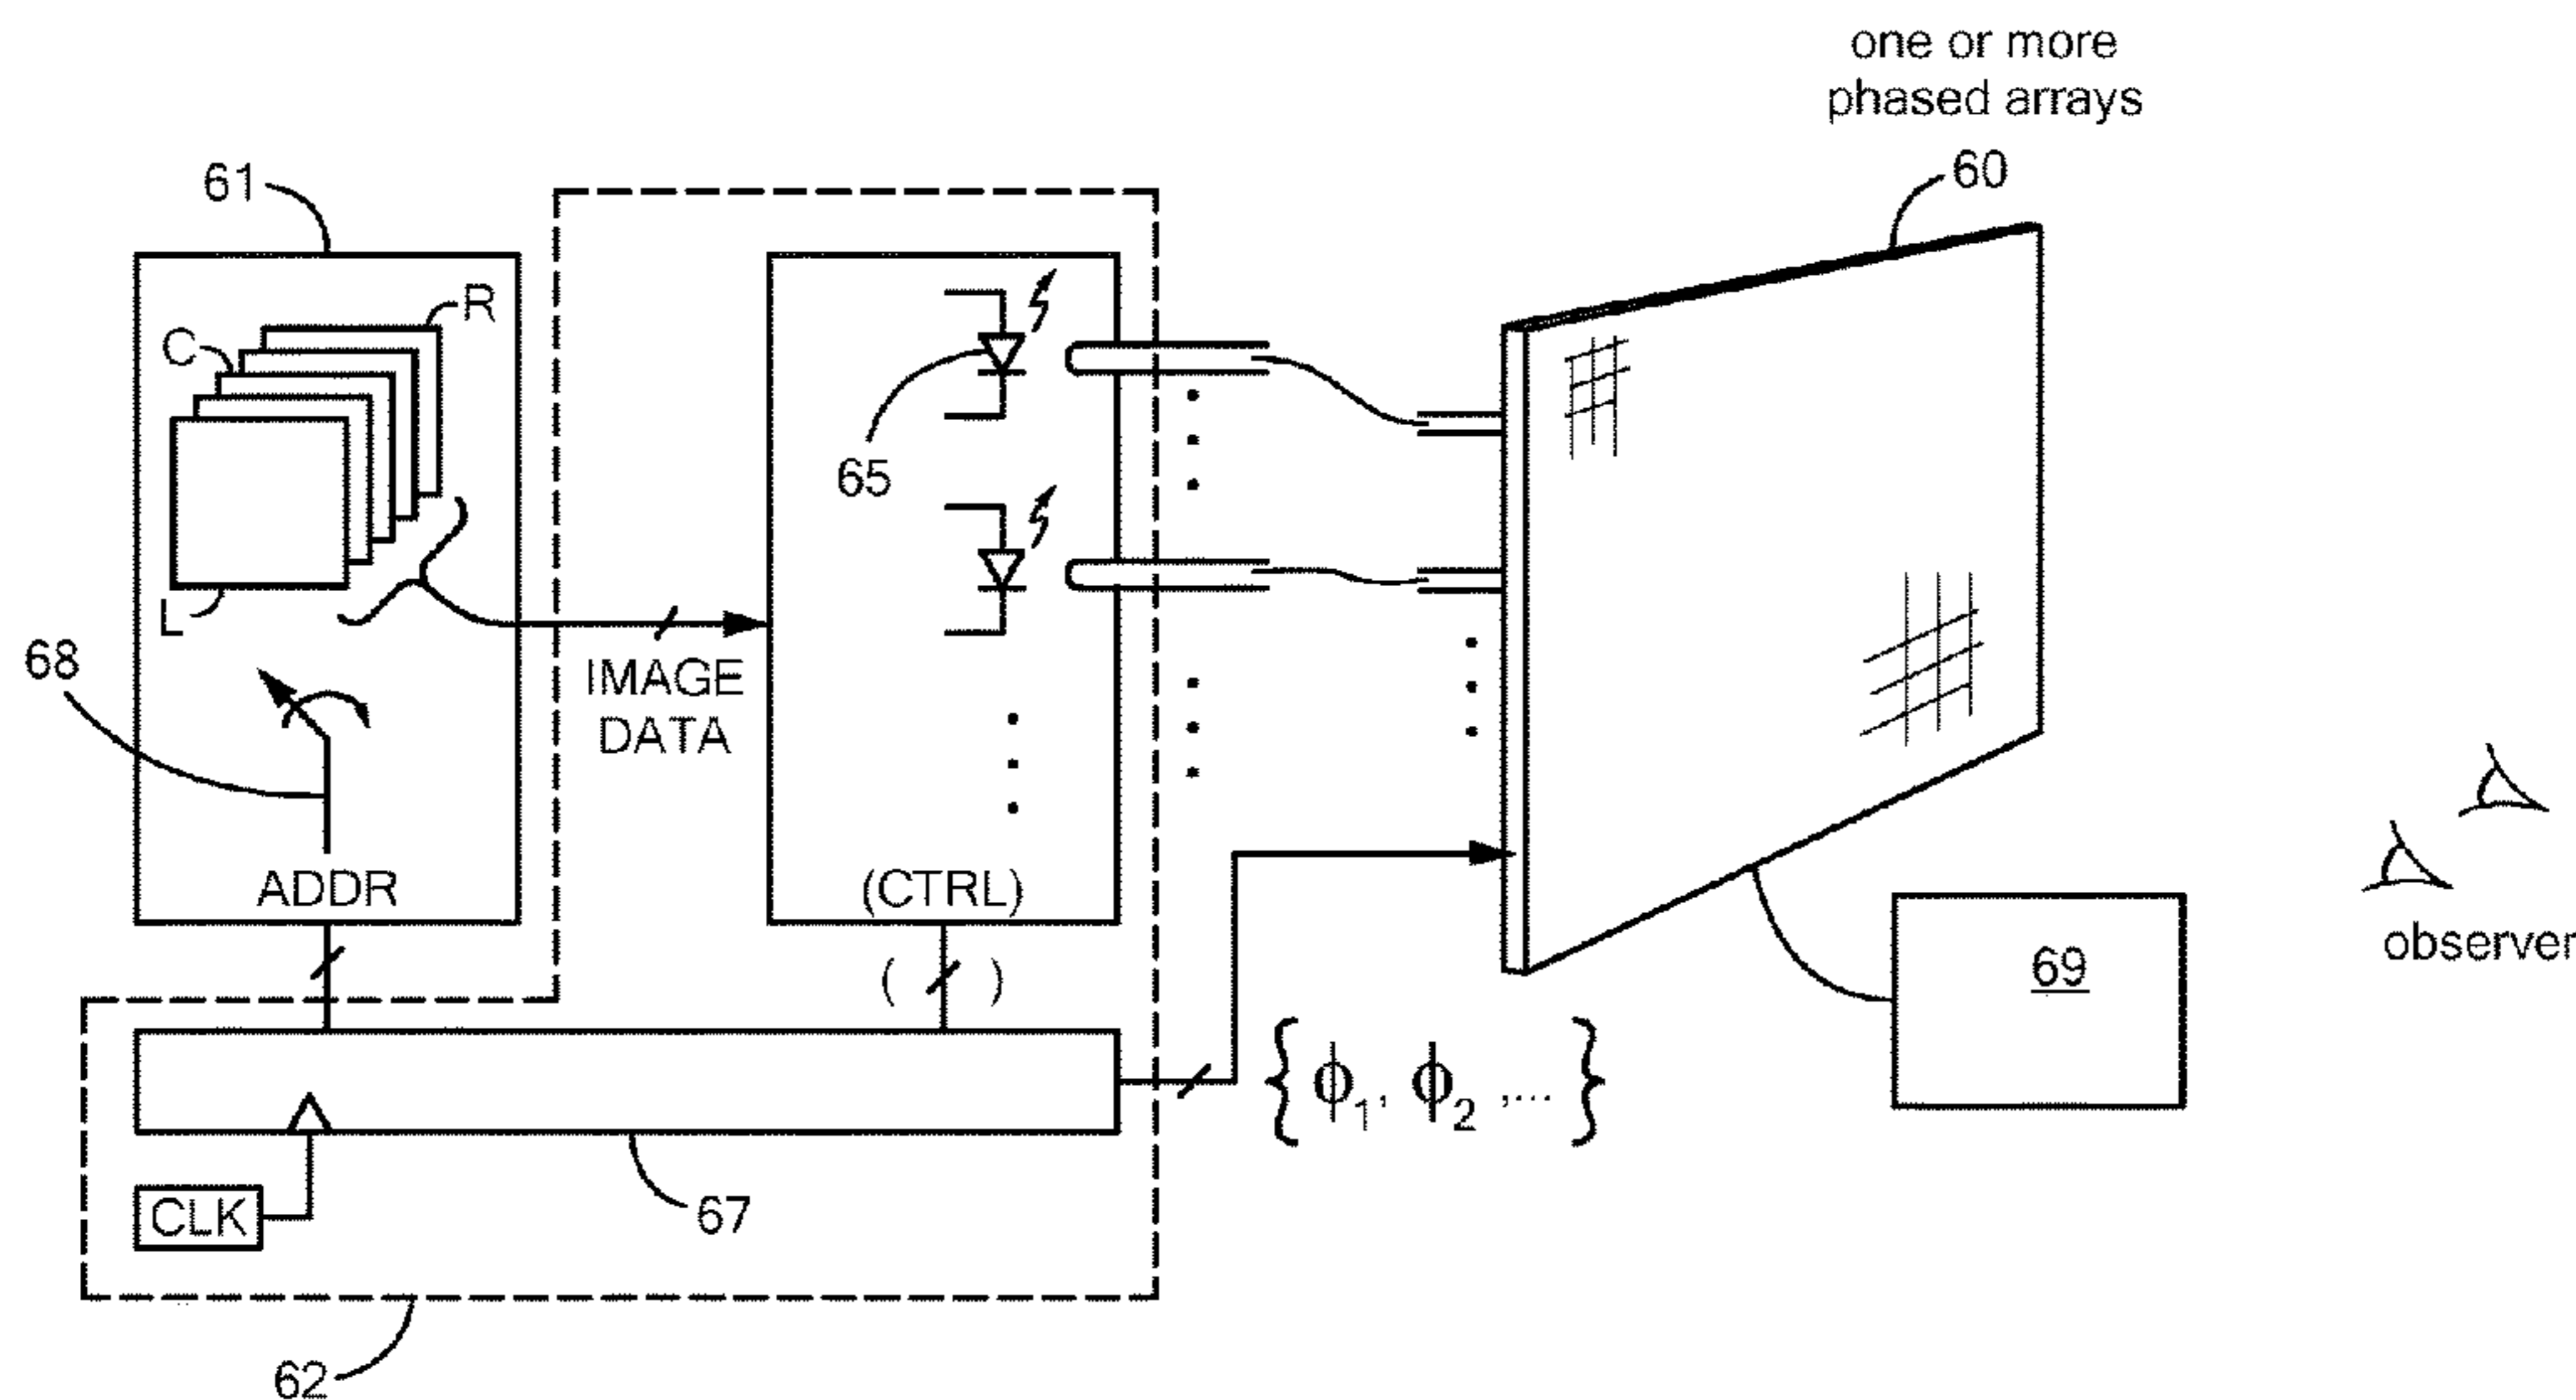 one or more
phased arrays
60
61
R
C
L
65
68
IMAGE
DATA
ADDR
(CTRL)
( )
observer
69
{ ϕ1, ϕ2 ,... }
CLK
67
62